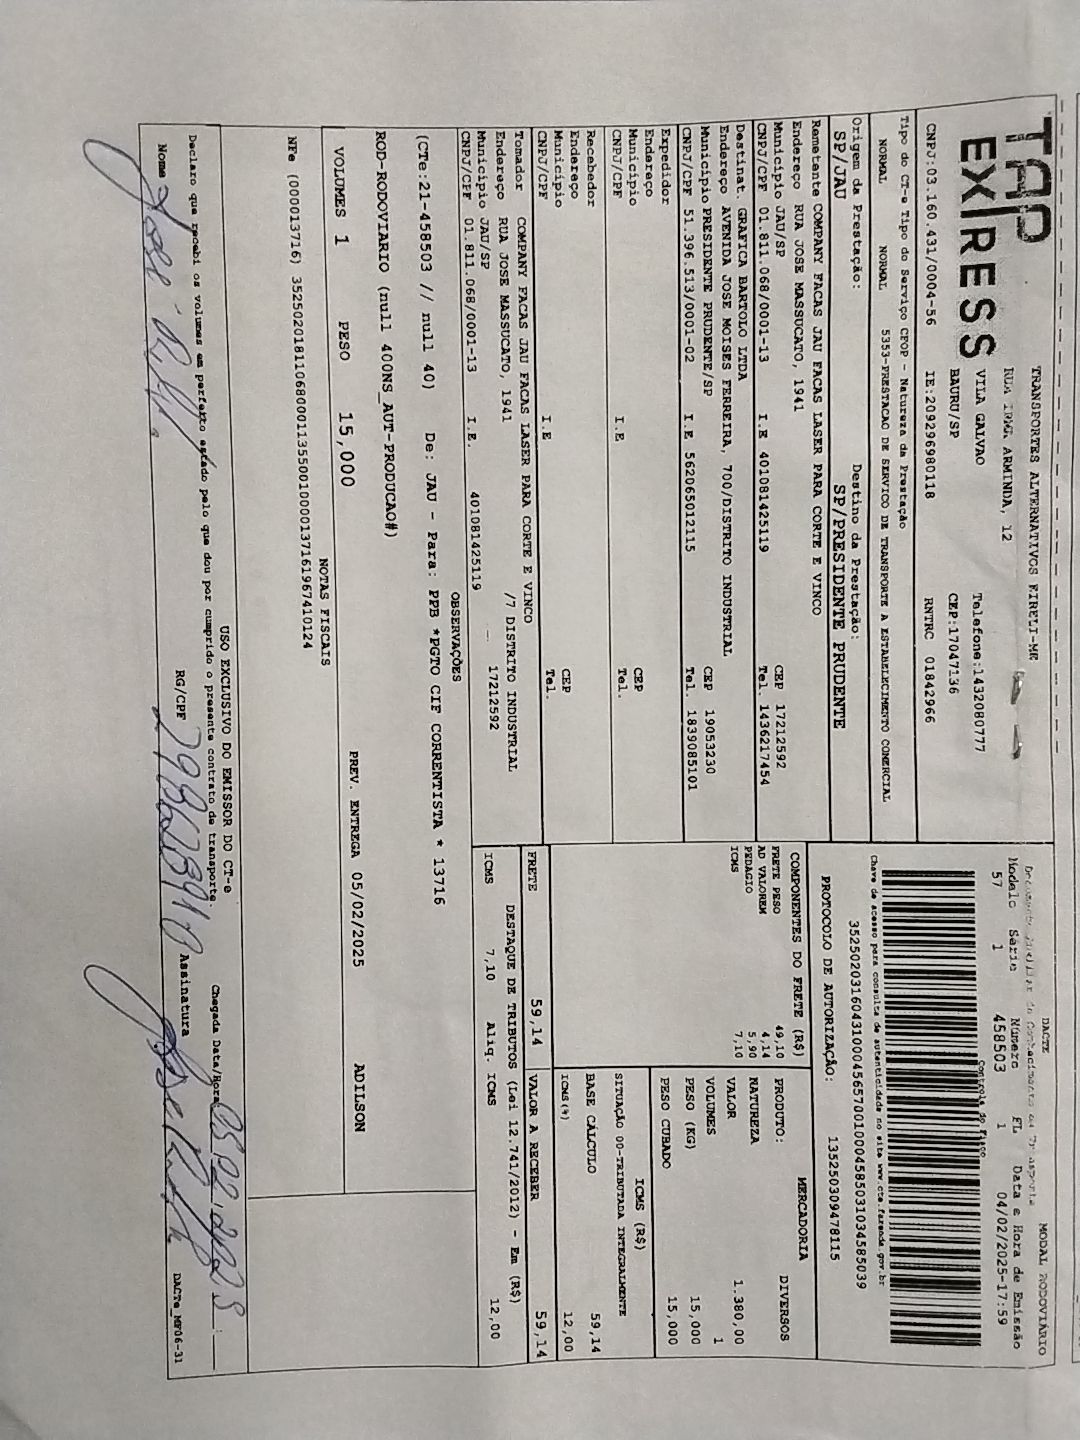 TAP
EX/RESS
TRANSPORTES ALTERNATIVOS EIRELI-ME
RUA IRMA ARMINDA, 12
VILA GALVAO Telefone:1432080777
BAURU/SP CEP:17047136
CNPJ:03.160.431/0004-56 IE:209296980118 RNTRC 01842966
DACTE MODAL RODOVIÁRIO
Documento Auxiliar do Conhecimento de Transporte
Modelo Série Número FL Data e Hora de Emissão
57 1 458503 1 04/02/2025-17:59
Controle do Fisco
Chave de acesso para consulta de autenticidade no site www.cte.fazenda.gov.br
PROTOCOLO DE AUTORIZAÇÃO: 135250309478115
Tipo do CT-e Tipo do Serviço CFOP - Natureza da Prestação
NORMAL NORMAL 5353-PRESTACAO DE SERVICO DE TRANSPORTE A ESTABELECIMENTO COMERCIAL
Origem da Prestação: Destino da Prestação:
SP/JAU SP/PRESIDENTE PRUDENTE
Remetente COMPANY FACAS JAU FACAS LASER PARA CORTE E VINCO
Endereço RUA JOSE MASSUCATO, 1941
Município JAU/SP CEP 17212592
CNPJ/CPF 01.811.068/0001-13 I.E 401081425119 Tel. 1436217454
Destinat. GRAFICA BARTOLO LTDA
Endereço AVENIDA JOSE MOISES FERREIRA, 700/DISTRITO INDUSTRIAL
Município PRESIDENTE PRUDENTE/SP CEP 19053230
CNPJ/CPF 51.396.513/0001-02 I.E 562065012115 Tel. 1839085101
Expedidor
Endereço
Município CEP
CNPJ/CPF I.E Tel.
Recebedor
Endereço
Município CEP
CNPJ/CPF I.E Tel.
Tomador COMPANY FACAS JAU FACAS LASER PARA CORTE E VINCO
Endereço RUA JOSE MASSUCATO, 1941 /7 DISTRITO INDUSTRIAL
Município JAU/SP 17212592
CNPJ/CPF 01.811.068/0001-13 I.E. 401081425119
COMPONENTES DO FRETE (R$)
FRETE PESO 49,10
AD VALOREM 4,14
PEDAGIO 5,90
ICMS 7,10
MERCADORIA
PRODUTO: DIVERSOS
NATUREZA
VALOR 1.380,00
VOLUMES 1
PESO (KG) 15,000
PESO CUBADO 15,000
ICMS (R$)
SITUAÇÃO 00-TRIBUTADA INTEGRALMENTE
BASE CÁLCULO 59,14
ICMS(%) 12,00
FRETE 59,14 VALOR A RECEBER 59,14
DESTAQUE DE TRIBUTOS (Lei 12.741/2012) - Em (R$)
ICMS 7,10 Aliq. ICMS 12,00
OBSERVAÇÕES
(CTe:21-458503 // null 40) De: JAU - Para: PPB *PGTO CIF CORRENTISTA * 13716
ROD-RODOVIARIO (null 400NS_AUT-PRODUCAO#)
VOLUMES 1 PESO 15,000 PREV. ENTREGA 05/02/2025 ADILSON
NOTAS FISCAIS
NFe (000013716) 35250201811068000113550010000137161967410124
USO EXCLUSIVO DO EMISSOR DO CT-e
Declaro que recebi os volumes em perfeito estado pelo que dou por cumprido o presente contrato de transporte.
Chegada Data/Hora 05 02 2025
Nome José RG/CPF Assinatura
DACTe_MF06-31